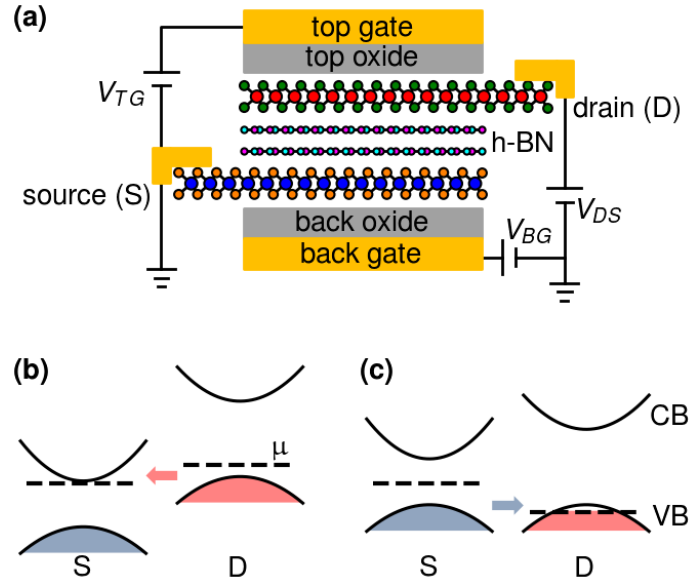 (a)
top gate
top oxide
V_TG
drain (D)
h-BN
source (S)
V_DS
back oxide
V_BG
back gate
(b)
(c)
CB
μ
VB
S
D
S
D